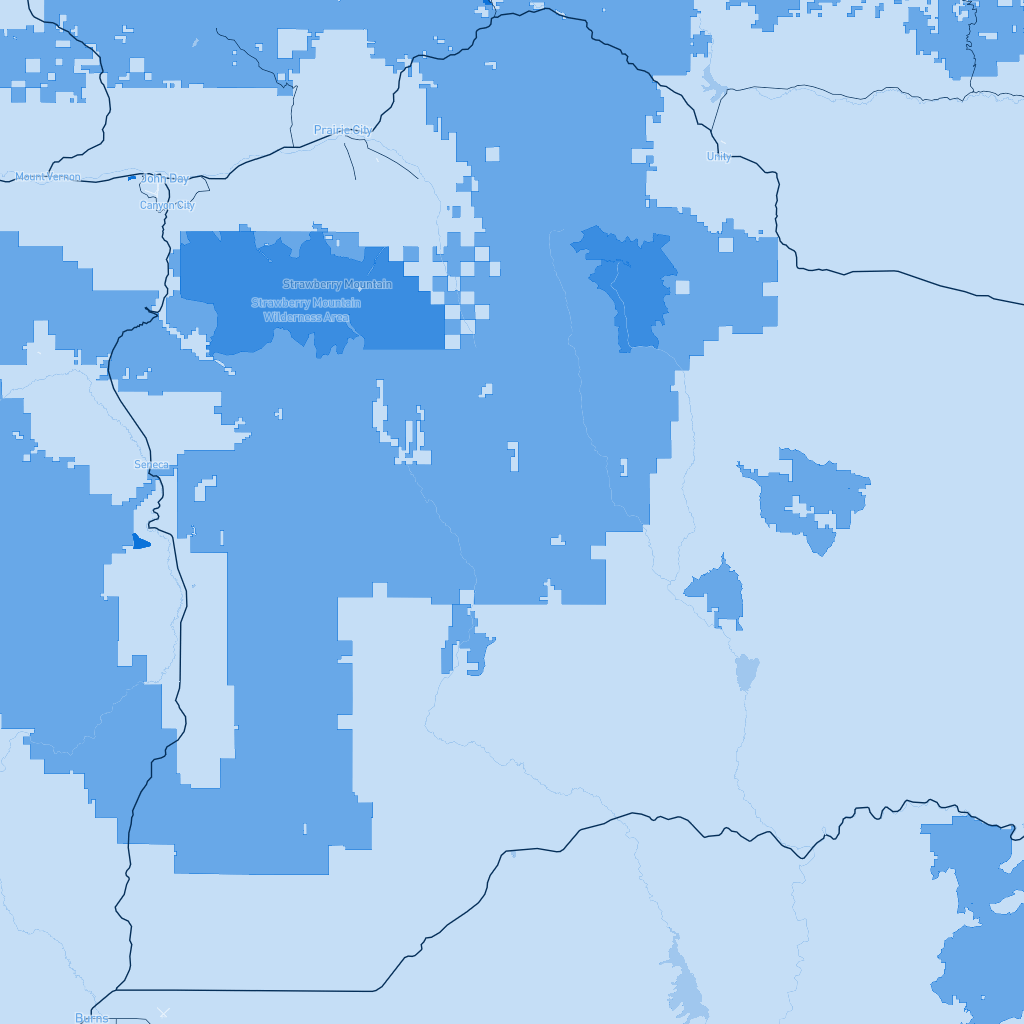 Prairie City
Unity
Mount Vernon
John Day
Canyon City
Strawberry Mountain
Strawberry Mountain
Wilderness Area
Seneca
Burns